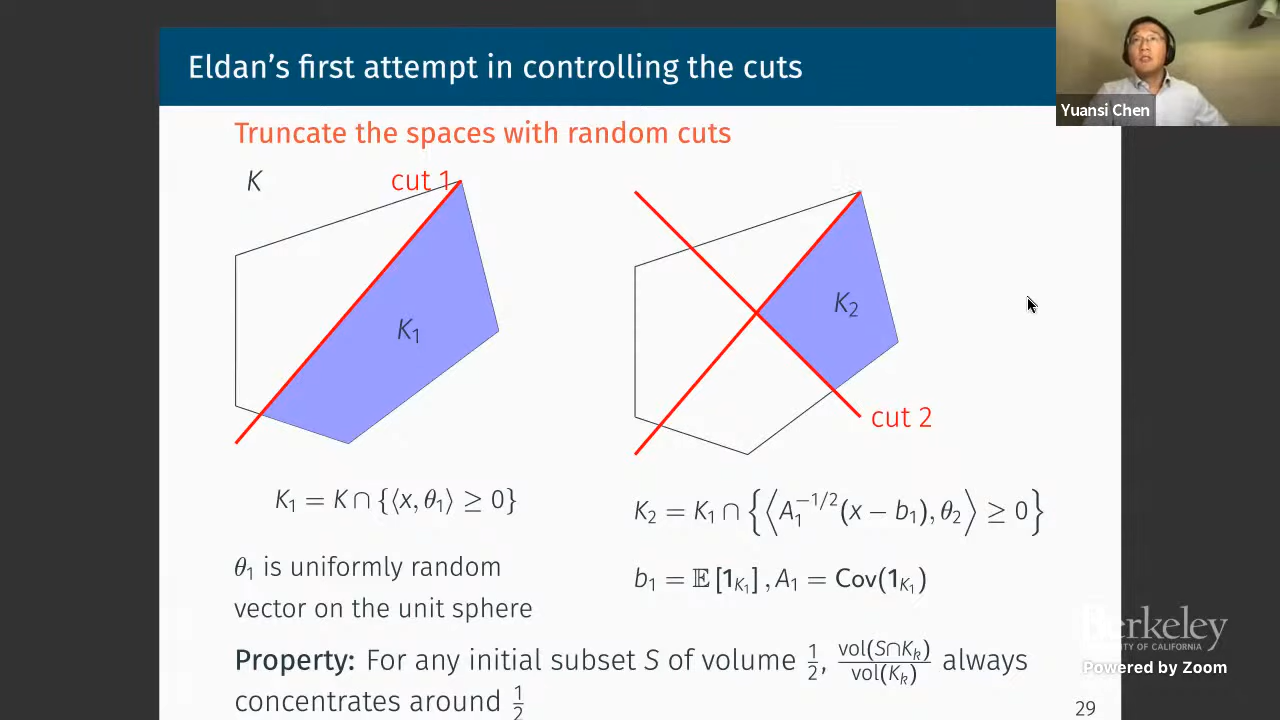 Eldan's first attempt in controlling the cuts
Yuansi Chen
Truncate the spaces with random cuts
K
cut 1
K₁
K₂
cut 2
K₁ = K ∩ {⟨x, θ₁⟩ ≥ 0}
K₂ = K₁ ∩ {⟨A₁^{-1/2}(x − b₁), θ₂⟩ ≥ 0}
θ₁ is uniformly random
vector on the unit sphere
b₁ = 𝔼 [𝟏_{K₁}] , A₁ = Cov(𝟏_{K₁})
Property: For any initial subset S of volume 1/2, vol(S∩Kₖ)/vol(Kₖ) always
concentrates around 1/2
Berkeley
UNIVERSITY OF CALIFORNIA
Powered by Zoom
29